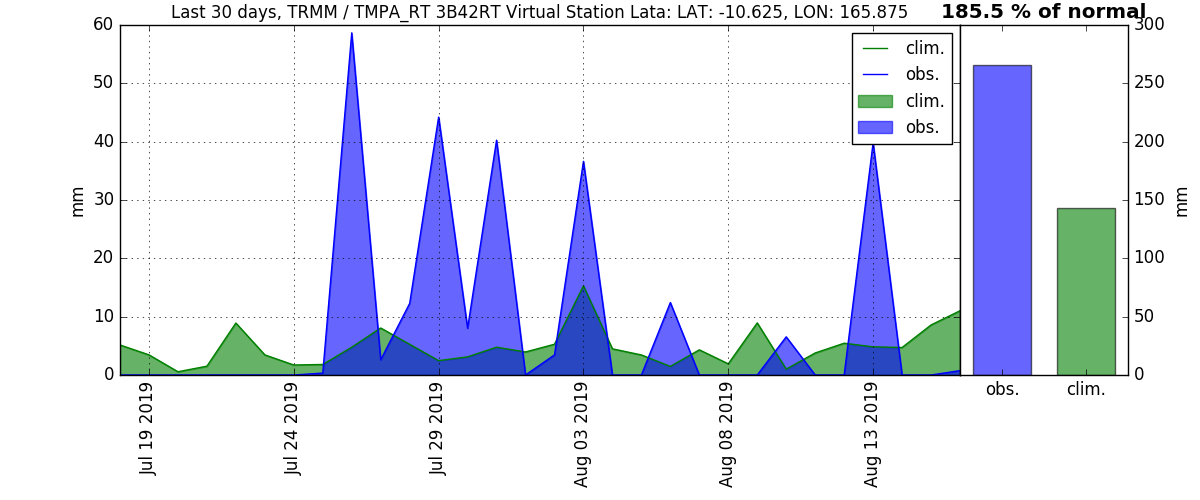 Last 30 days, TRMM / TMPA_RT 3B42RT Virtual Station Lata: LAT: -10.625, LON: 165.875
185.5 % of normal
60
50
40
30
20
10
0
mm
clim.
obs.
clim.
obs.
300
250
200
150
100
50
0
mm
Jul 19 2019
Jul 24 2019
Jul 29 2019
Aug 03 2019
Aug 08 2019
Aug 13 2019
obs.
clim.